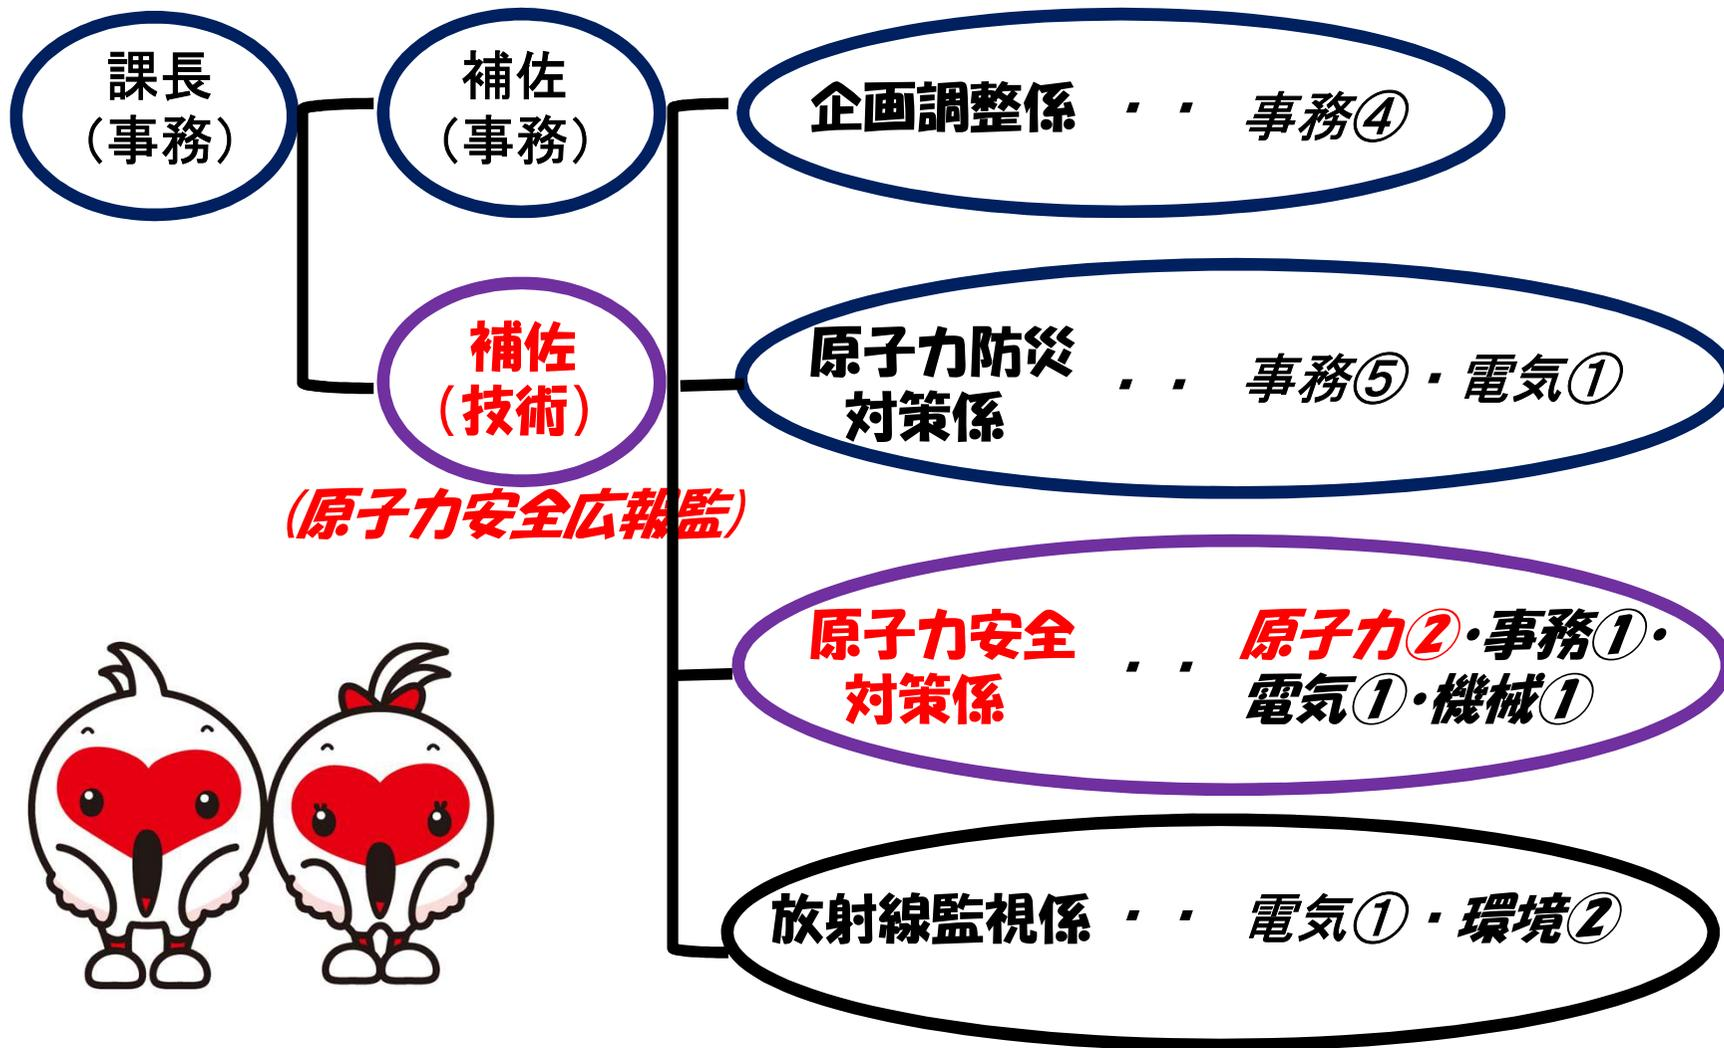 課長
（事務）
補佐
（事務）
補佐
（技術）
(原子力安全広報監)
企画調整係 ・・ 事務④
原子力防災
対策係 ・・ 事務⑤・電気①
原子力安全
対策係 ・・ 原子力②・事務①・
電気①・機械①
放射線監視係 ・・ 電気①・環境②